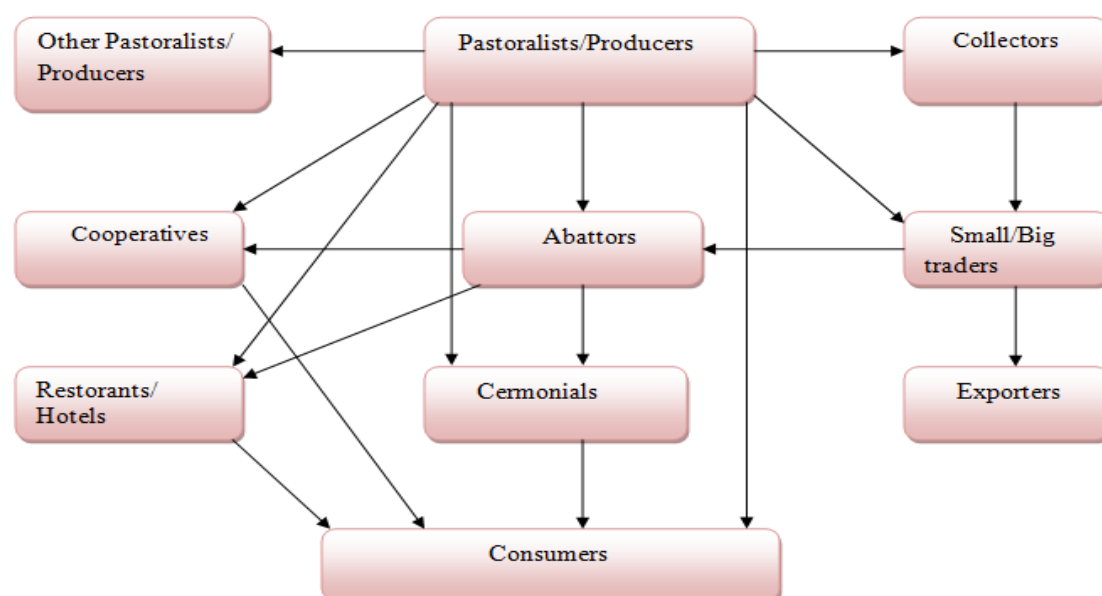 Other Pastoralists/
Producers
Pastoralists/Producers
Collectors
Cooperatives
Abattors
Small/Big
traders
Restorants/
Hotels
Cermonials
Exporters
Consumers